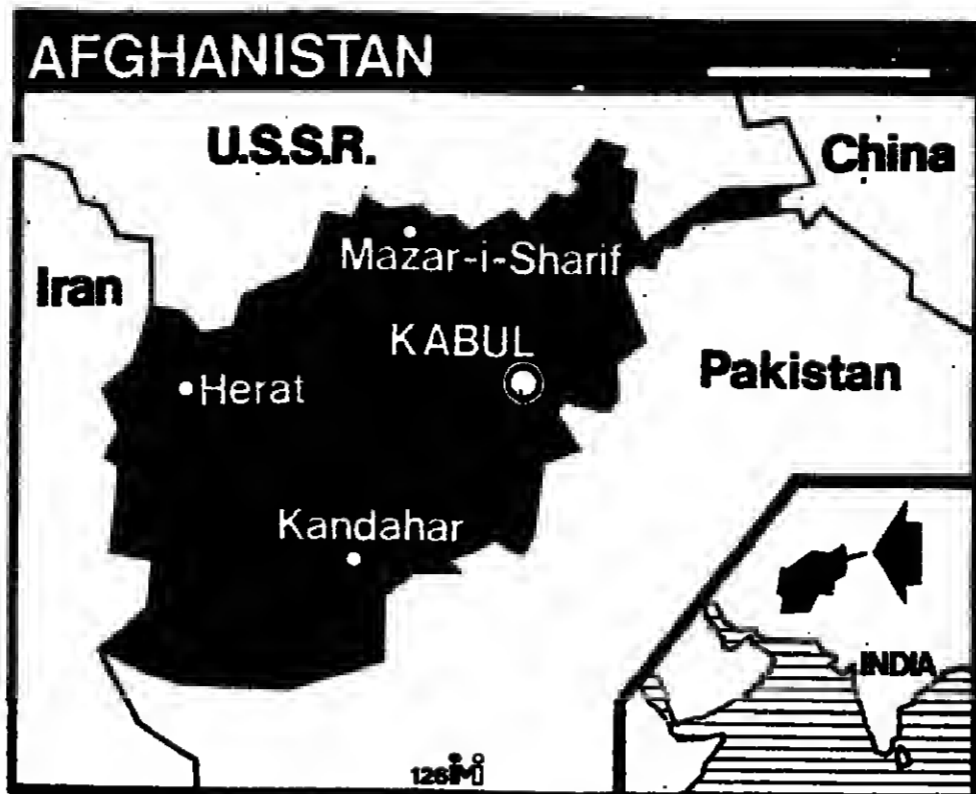 AFGHANISTAN
U.S.S.R.
China
Mazar-i-Sharif
Iran
KABUL
Pakistan
Herat
Kandahar
INDIA